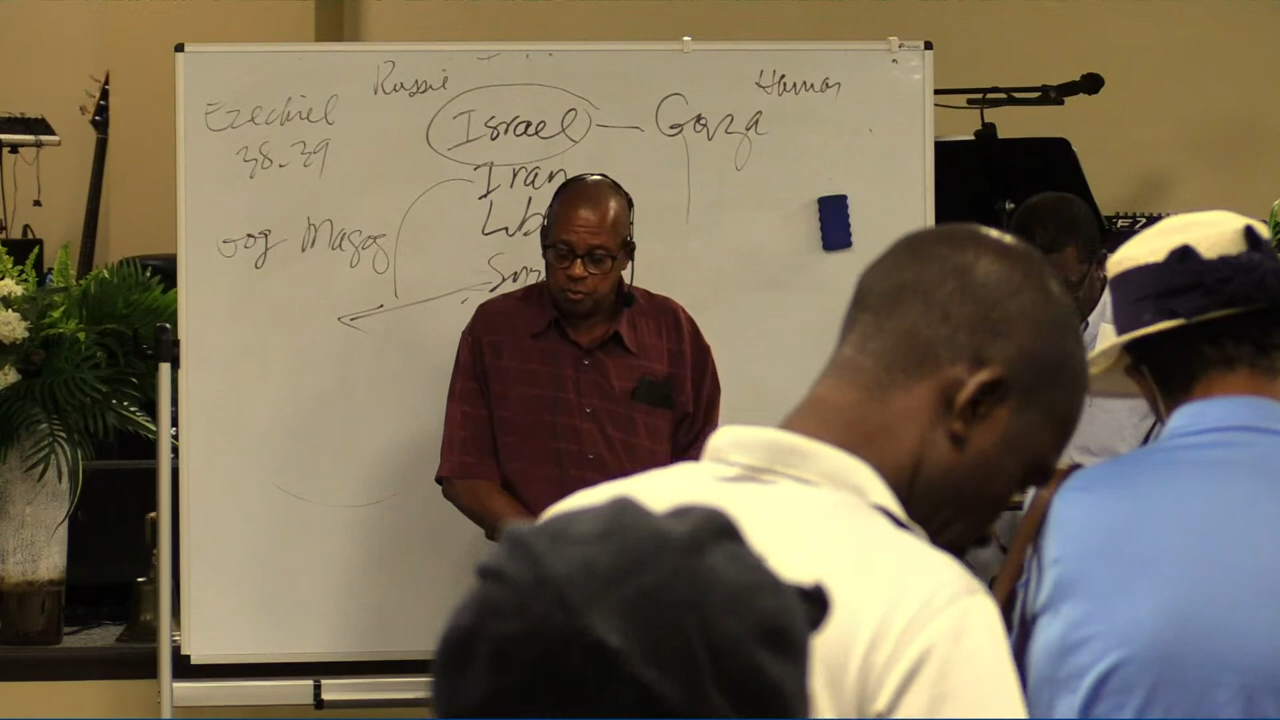 Russie
Hamas
Ezechiel
38-39
Israel — Gaza
Iran
gog Magog